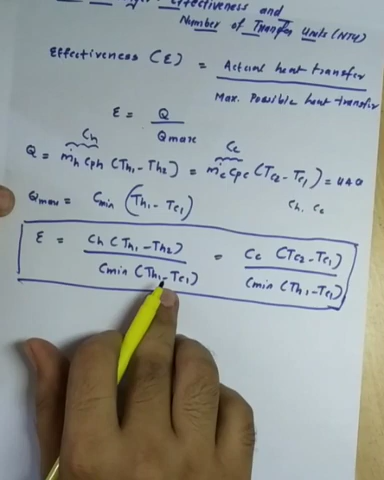 Effectiveness and
Number of Transfer Units (NTU)
Effectiveness (ε) = Actual heat transfer / Max. Possible heat transfer
ε = Q / Qmax
Ch Cc
Q = ṁh Cph (Th1 - Th2) = ṁc Cpc (Tc2 - Tc1) = UAθ
Qmax = Cmin (Th1 - Tc1) Ch, Cc
ε = Ch (Th1 - Th2) / Cmin (Th1 - Tc1) = Cc (Tc2 - Tc1) / Cmin (Th1 - Tc1)